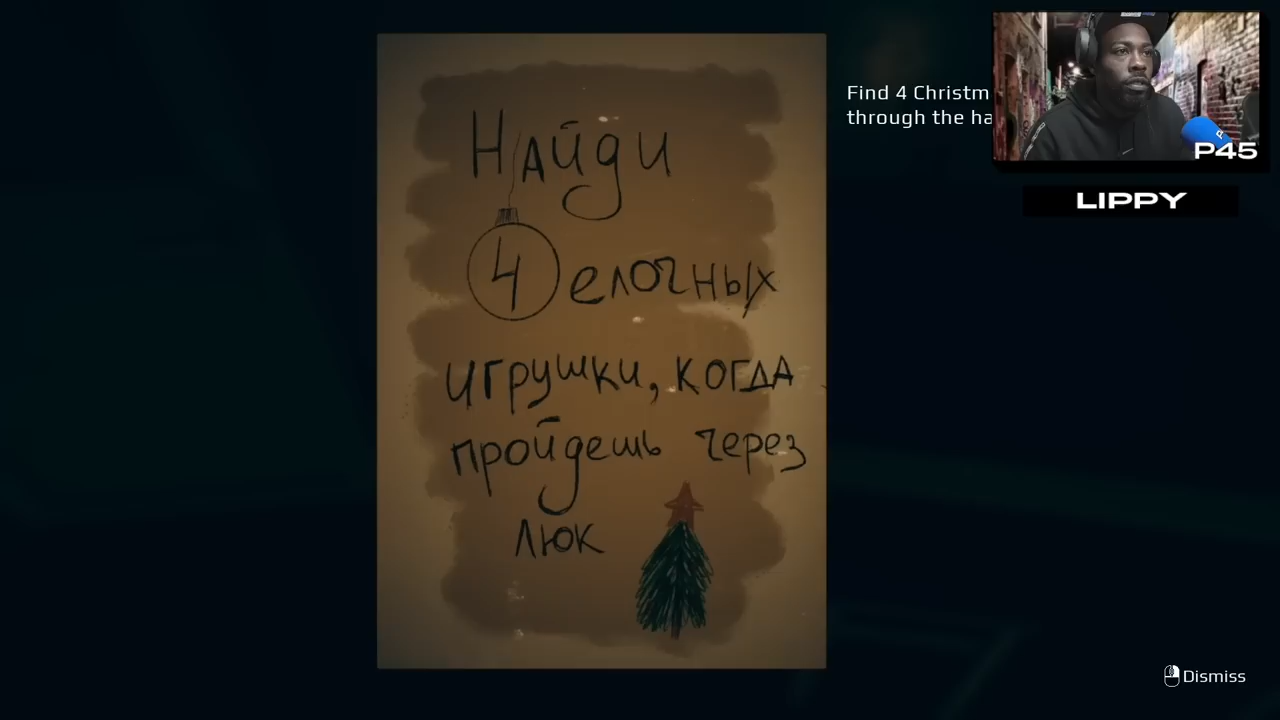 Найди
4 елочных
игрушки, когда
пройдешь через
люк
Find 4 Christm
through the ha
P45
LIPPY
Dismiss